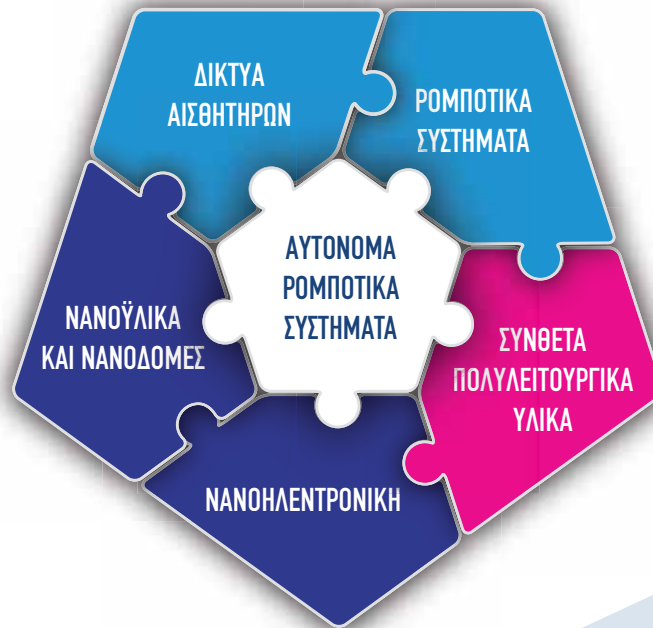 ΔΙΚΤΥΑ
ΑΙΣΘΗΤΗΡΩΝ
ΡΟΜΠΟΤΙΚΑ
ΣΥΣΤΗΜΑΤΑ
ΑΥΤΟΝΟΜΑ
ΡΟΜΠΟΤΙΚΑ
ΣΥΣΤΗΜΑΤΑ
ΝΑΝΟΫΛΙΚΑ
ΚΑΙ ΝΑΝΟΔΟΜΕΣ
ΣΥΝΘΕΤΑ
ΠΟΛΥΛΕΙΤΟΥΡΓΙΚΑ
ΥΛΙΚΑ
ΝΑΝΟΗΛΕΝΤΡΟΝΙΚΗ